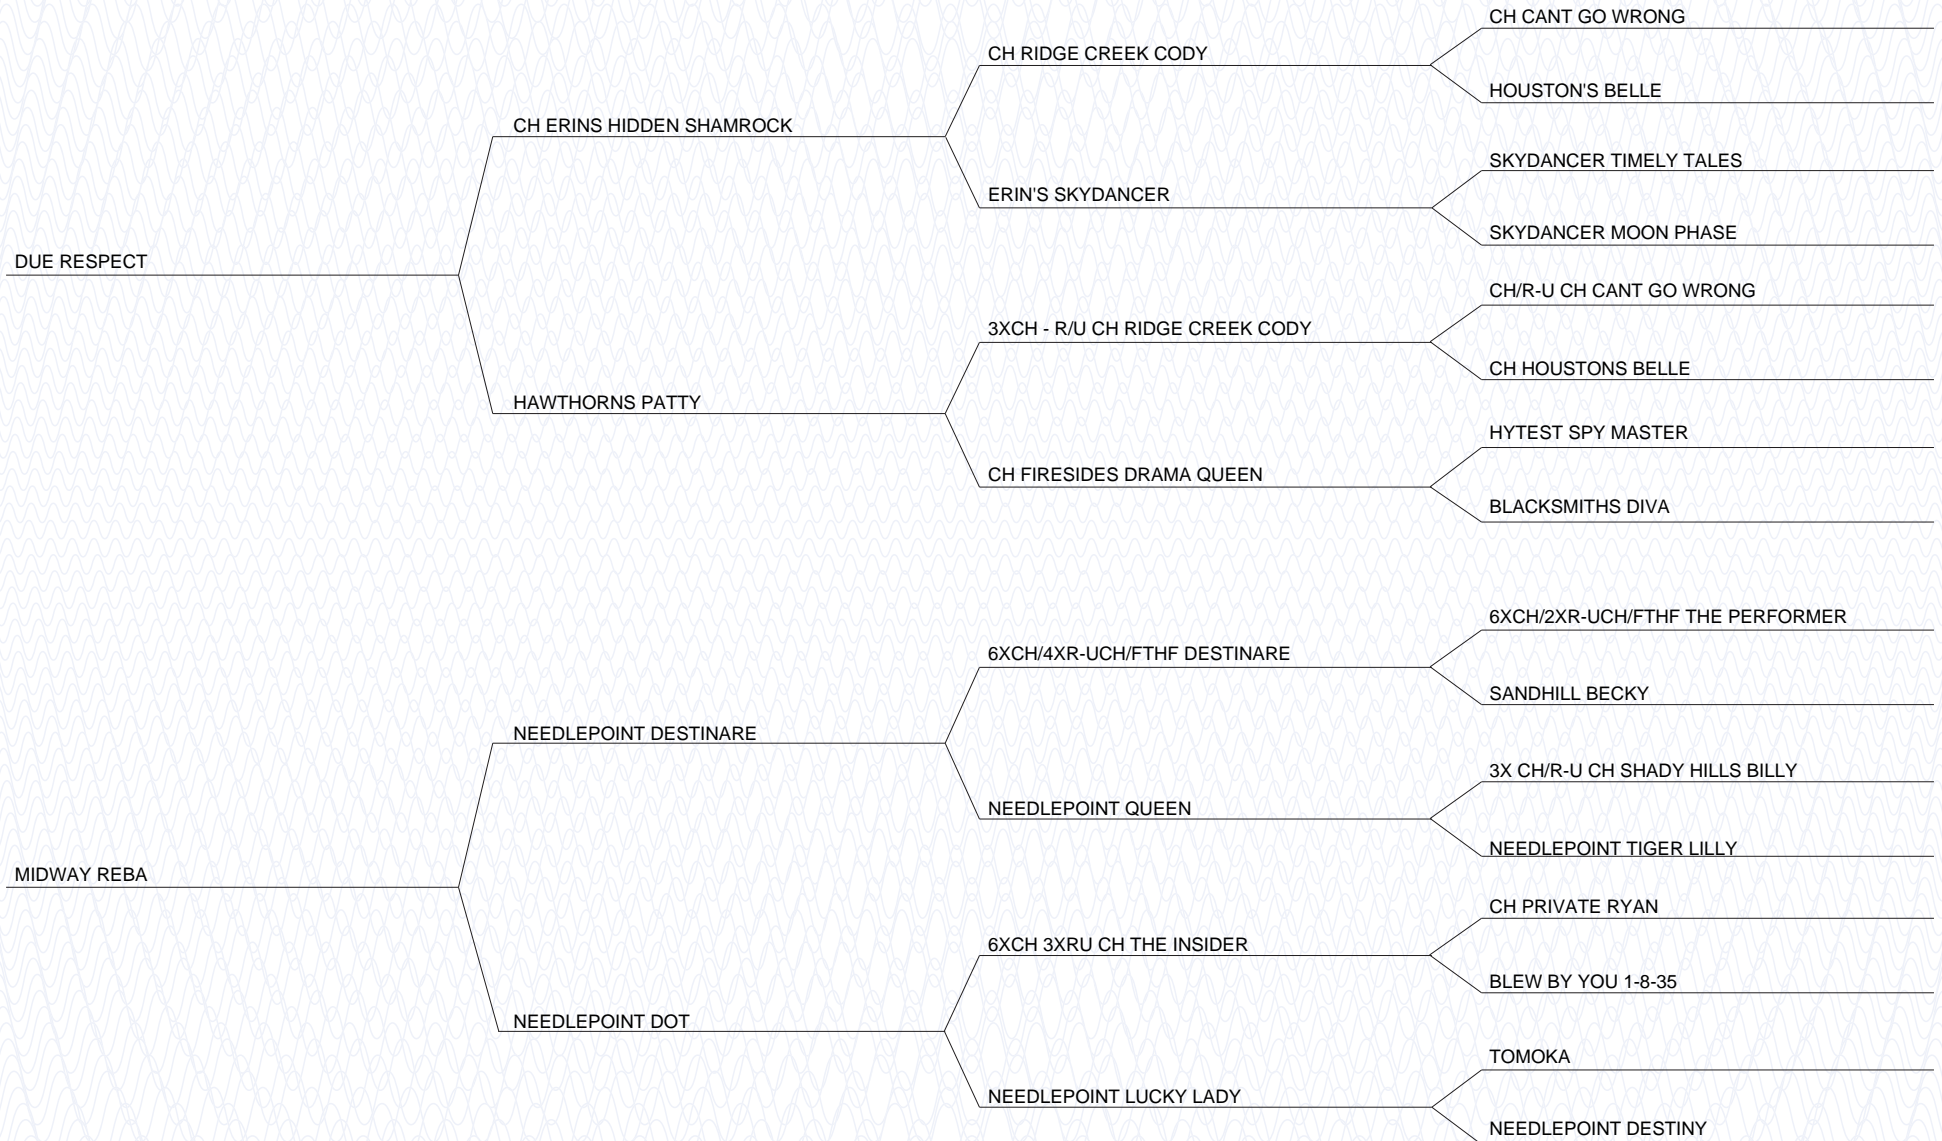 CH CANT GO WRONG
CH RIDGE CREEK CODY
HOUSTON'S BELLE
CH ERINS HIDDEN SHAMROCK
SKYDANCER TIMELY TALES
ERIN'S SKYDANCER
SKYDANCER MOON PHASE
DUE RESPECT
CH/R-U CH CANT GO WRONG
3XCH - R/U CH RIDGE CREEK CODY
CH HOUSTONS BELLE
HAWTHORNS PATTY
HYTEST SPY MASTER
CH FIRESIDES DRAMA QUEEN
BLACKSMITHS DIVA
6XCH/2XR-UCH/FTHF THE PERFORMER
6XCH/4XR-UCH/FTHF DESTINARE
SANDHILL BECKY
NEEDLEPOINT DESTINARE
3X CH/R-U CH SHADY HILLS BILLY
NEEDLEPOINT QUEEN
NEEDLEPOINT TIGER LILLY
MIDWAY REBA
CH PRIVATE RYAN
6XCH 3XRU CH THE INSIDER
BLEW BY YOU 1-8-35
NEEDLEPOINT DOT
TOMOKA
NEEDLEPOINT LUCKY LADY
NEEDLEPOINT DESTINY